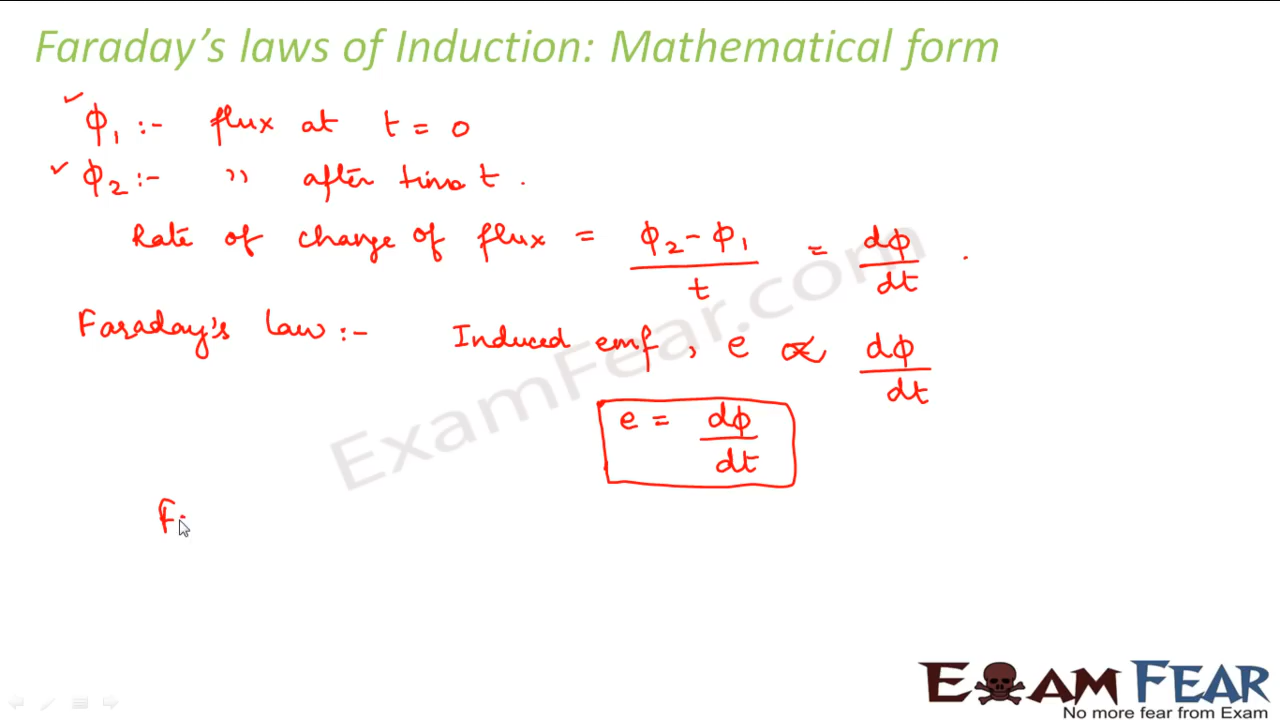 Faraday's laws of Induction: Mathematical form
ϕ₁ :- flux at t = 0
ϕ₂ :- ,, after time t .
Rate of change of flux = ϕ₂ - ϕ₁ / t = dϕ / dt .
Faraday's law :- Induced emf , e ∝ dϕ / dt
e = dϕ / dt
F
ExamFear.com
EXAM FEAR
No more fear from Exam